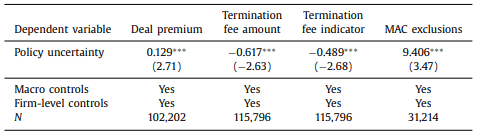 Dependent variable Deal premium Termination fee amount Termination fee indicator MAC exclusions
Policy uncertainty 0.129*** −0.617*** −0.489*** 9.406***
(2.71) (−2.63) (−2.68) (3.47)
Macro controls Yes Yes Yes Yes
Firm-level controls Yes Yes Yes Yes
N 102,202 115,796 115,796 31,214